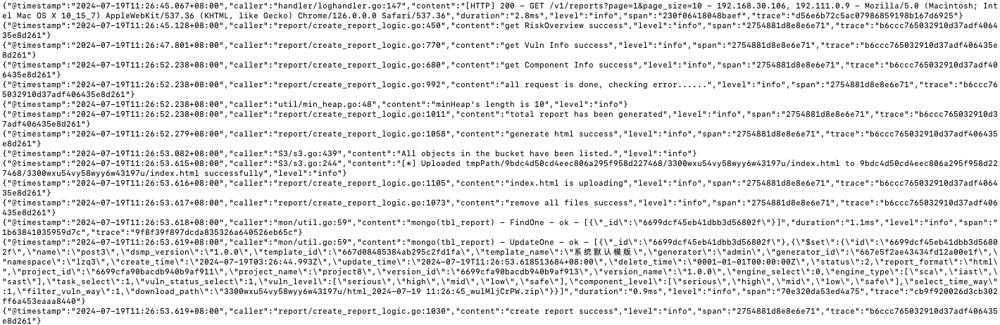 {"@timestamp":"2024-07-19T11:26:45.067+08:00","caller":"handler/loghandler.go:147","content":"[HTTP] 200 - GET /v1/reports?page=1&page_size=10 - 192.168.30.106, 192.111.0.9 - Mozilla/5.0 (Macintosh; Int
el Mac OS X 10_15_7) AppleWebKit/537.36 (KHTML, like Gecko) Chrome/126.0.0.0 Safari/537.36","duration":"2.8ms","level":"info","span":"230f06418048baef","trace":"d56e6b72c5ac07986859198b167d6925"}
{"@timestamp":"2024-07-19T11:26:45.128+08:00","caller":"report/create_report_logic.go:450","content":"get RiskOverview success","level":"info","span":"2754881d8e8e6e71","trace":"b6ccc765032910d37adf4064
35e8d261"}
{"@timestamp":"2024-07-19T11:26:47.801+08:00","caller":"report/create_report_logic.go:770","content":"get Vuln Info success","level":"info","span":"2754881d8e8e6e71","trace":"b6ccc765032910d37adf406435e
8d261"}
{"@timestamp":"2024-07-19T11:26:52.238+08:00","caller":"report/create_report_logic.go:680","content":"get Component Info success","level":"info","span":"2754881d8e8e6e71","trace":"b6ccc765032910d37adf40
6435e8d261"}
{"@timestamp":"2024-07-19T11:26:52.238+08:00","caller":"report/create_report_logic.go:992","content":"all request is done, checking error......","level":"info","span":"2754881d8e8e6e71","trace":"b6ccc76
5032910d37adf406435e8d261"}
{"@timestamp":"2024-07-19T11:26:52.238+08:00","caller":"util/min_heap.go:48","content":"minHeap's length is 10","level":"info"}
{"@timestamp":"2024-07-19T11:26:52.238+08:00","caller":"report/create_report_logic.go:1011","content":"total report has been generated","level":"info","span":"2754881d8e8e6e71","trace":"b6ccc765032910d3
7adf406435e8d261"}
{"@timestamp":"2024-07-19T11:26:52.279+08:00","caller":"report/create_report_logic.go:1058","content":"generate html success","level":"info","span":"2754881d8e8e6e71","trace":"b6ccc765032910d37adf406435
e8d261"}
{"@timestamp":"2024-07-19T11:26:53.082+08:00","caller":"S3/s3.go:439","content":"All objects in the bucket have been listed.","level":"info"}
{"@timestamp":"2024-07-19T11:26:53.615+08:00","caller":"S3/s3.go:244","content":"[*] Uploaded tmpPath/9bdc4d50cd4eec806a295f958d227468/3300wxu54vy58wyy6w43197u/index.html to 9bdc4d50cd4eec806a295f958d22
7468/3300wxu54vy58wyy6w43197u/index.html successfully","level":"info"}
{"@timestamp":"2024-07-19T11:26:53.616+08:00","caller":"report/create_report_logic.go:1105","content":"index.html is uploading","level":"info","span":"2754881d8e8e6e71","trace":"b6ccc765032910d37adf4064
35e8d261"}
{"@timestamp":"2024-07-19T11:26:53.617+08:00","caller":"report/create_report_logic.go:1073","content":"remove all files success","level":"info","span":"2754881d8e8e6e71","trace":"b6ccc765032910d37adf406
435e8d261"}
{"@timestamp":"2024-07-19T11:26:53.618+08:00","caller":"mon/util.go:59","content":"mongo(tbl_report) - FindOne - ok - [{\"_id\":\"6699dcf45eb41dbb3d56802f\"}]","duration":"1.1ms","level":"info","span":"
1b63841035959d7c","trace":"9f8f39f897dcda835326a640526eb65c"}
{"@timestamp":"2024-07-19T11:26:53.619+08:00","caller":"mon/util.go:59","content":"mongo(tbl_report) - UpdateOne - ok - [{\"_id\":\"6699dcf45eb41dbb3d56802f\"},{\"$set\":{\"id\":\"6699dcf45eb41dbb3d5680
2f\",\"name\":\"post3\",\"dsmp_version\":\"1.0.0\",\"template_id\":\"667d08485384ab295c2fd1fa\",\"template_name\":\"系统默认模版\",\"generator\":\"admin\",\"generator_id\":\"667e5f2ae43434fd12a00e1f\",\
"namespace\":\"lzq3\",\"create_time\":\"2024-07-19T03:26:44.993Z\",\"update_time\":\"2024-07-19T11:26:53.618513684+08:00\",\"delete_time\":\"0001-01-01T00:00:00Z\",\"status\":2,\"report_format\":\"html\
",\"project_id\":\"6699cfa90bacdb940b9af911\",\"project_name\":\"project8\",\"version_id\":\"6699cfa90bacdb940b9af913\",\"version_name\":\"1.0.0\",\"engine_select\":0,\"engine_type\":[\"sca\",\"iast\",\
"sast\"],\"task_select\":1,\"vuln_status_select\":1,\"vuln_level\":[\"serious\",\"high\",\"mid\",\"low\",\"safe\"],\"component_level\":[\"serious\",\"high\",\"mid\",\"low\",\"safe\"],\"select_time_way\"
:1,\"filter_vuln_way\":1,\"download_path\":\"3300wxu54vy58wyy6w43197u/html_2024-07-19 11:26:45_wulMljCrPW.zip\"}}]","duration":"0.9ms","level":"info","span":"70e320da53ed4a75","trace":"cb9f920026d3cb302
ff6a453eaaa8440"}
{"@timestamp":"2024-07-19T11:26:53.619+08:00","caller":"report/create_report_logic.go:1030","content":"create report success","level":"info","span":"2754881d8e8e6e71","trace":"b6ccc765032910d37adf406435
e8d261"}